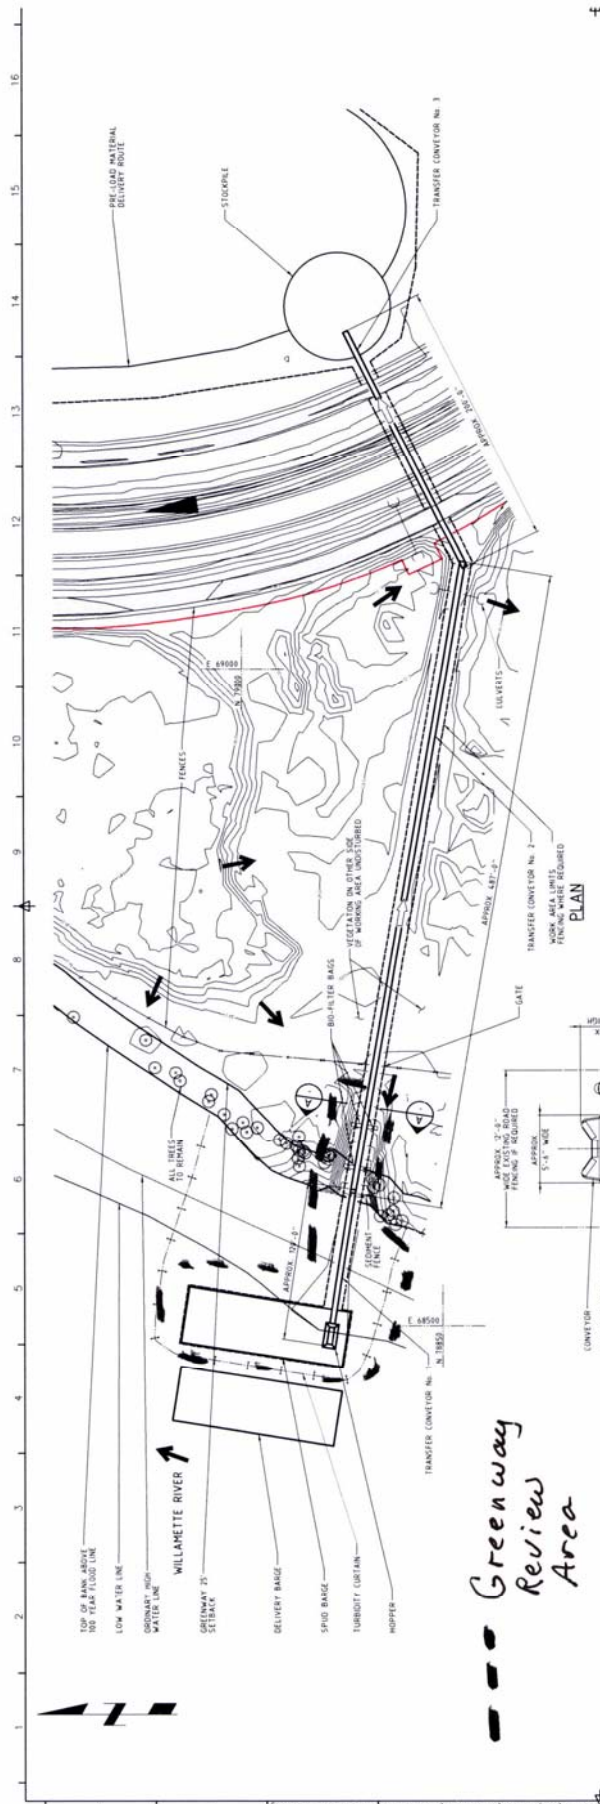 16
15
14
13
12
11
10
9
8
7
6
5
4
3
2
1
PRE-LOAD MATERIAL
DELIVERY ROUTE
STOCKPILE
TRANSFER CONVEYOR No. 3
APPROX. 200'-0"
E 69000
N 79000
FENCES
CULVERTS
VEGETATION ON OTHER SIDE
OF WORKING AREA UNDISTURBED
BIO-FILTER BAGS
APPROX 487'-0"
TRANSFER CONVEYOR No. 2
WORK AREA LIMITS
FENCING WHERE REQUIRED
PLAN
GATE
ALL TREES
TO REMAIN
A
A
SEDIMENT
FENCE
APPROX. 12'-0"
WIDE EXISTING ROAD
FENCING IF REQUIRED
APPROX
5'-6" WIDE
CONVEYOR
E 68500
N 78850
TRANSFER CONVEYOR No.
WILLAMETTE RIVER
TOP OF BANK ABOVE
100 YEAR FLOOD LINE
LOW WATER LINE
ORDINARY HIGH
WATER LINE
GREENWAY 25'
SETBACK
DELIVERY BARGE
SPUD BARGE
TURBIDITY CURTAIN
HOPPER
Greenway
Review
Area